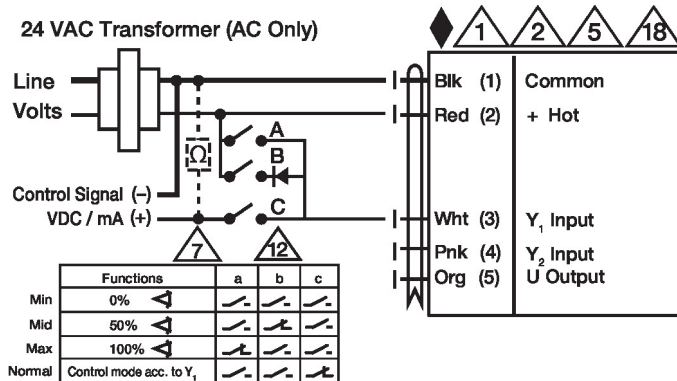 24 VAC Transformer (AC Only)
1 2 5 18
Line
Volts
Blk (1) Common
Red (2) + Hot
A
Ω
B
Control Signal (–)
VDC / mA (+)
C
Wht (3) Y1 Input
7 12
Pnk (4) Y2 Input
Org (5) U Output
Functions a b c
Min 0%
Mid 50%
Max 100%
Normal Control mode acc. to Y1